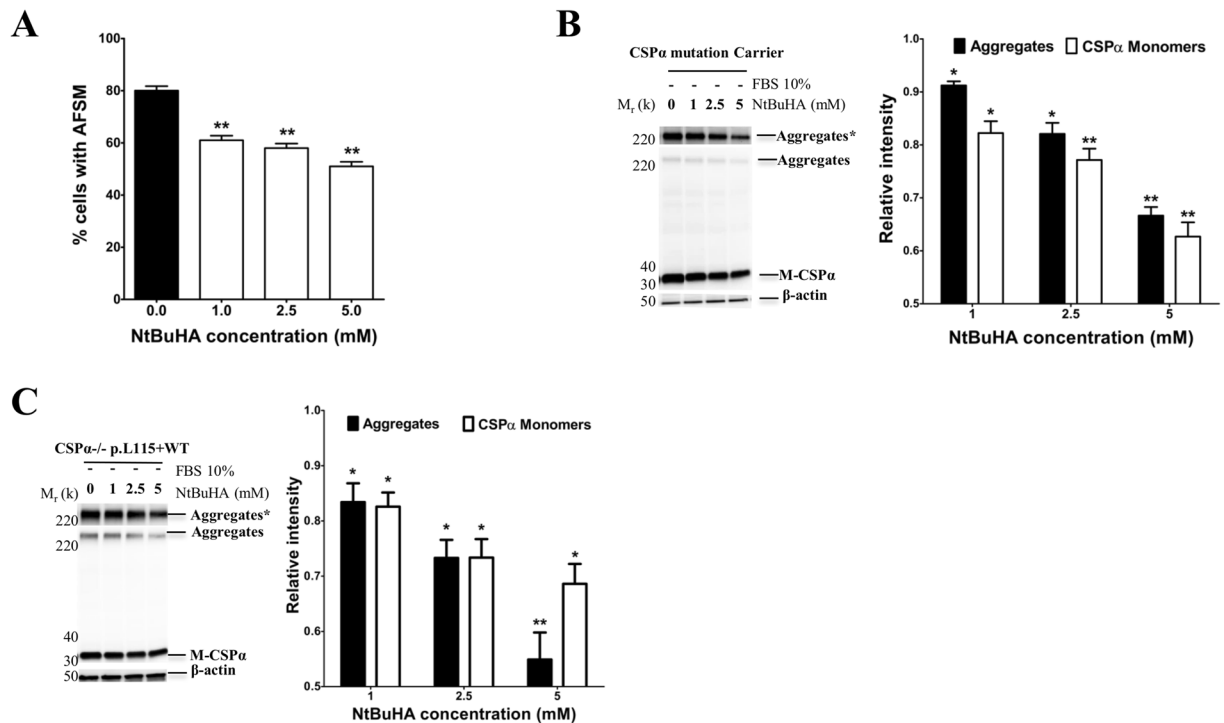 A
100
80
60
40
20
0
% cells with AFSM
**
**
**
0.0 1.0 2.5 5.0
NtBuHA concentration (mM)
B
CSPα mutation Carrier
- - - - FBS 10%
Mr (k) 0 1 2.5 5 NtBuHA (mM)
220 Aggregates*
220 Aggregates
40
30 M-CSPα
50 β-actin
Aggregates CSPα Monomers
1.0
0.9
0.8
0.7
0.6
0.5
Relative intensity
* *
* **
** **
1 2.5 5
NtBuHA concentration (mM)
C
CSPα-/- p.L115+WT
- - - - FBS 10%
Mr (k) 0 1 2.5 5 NtBuHA (mM)
220 Aggregates*
220 Aggregates
40
30 M-CSPα
50 β-actin
Aggregates CSPα Monomers
1.0
0.9
0.8
0.7
0.6
0.5
Relative intensity
* *
* *
** *
1 2.5 5
NtBuHA concentration (mM)